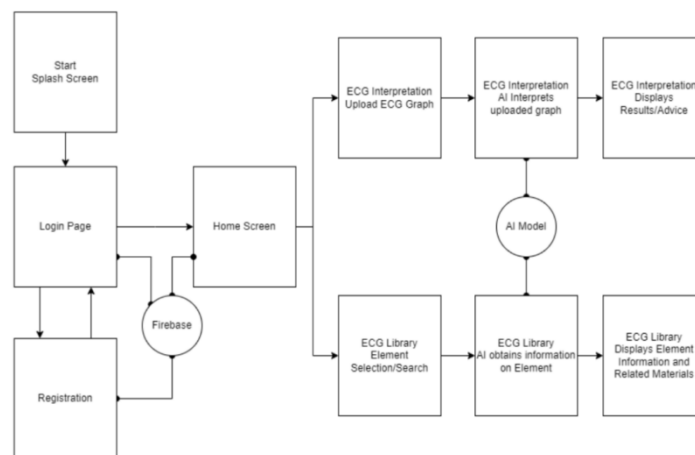 Start
Splash Screen
ECG Interpretation
Upload ECG Graph
ECG Interpretation
AI Interprets
uploaded graph
ECG Interpretation
Displays
Results/Advice
Login Page
Home Screen
AI Model
Firebase
Registration
ECG Library
Element
Selection/Search
ECG Library
AI obtains information
on Element
ECG Library
Displays Element
Information and
Related Materials